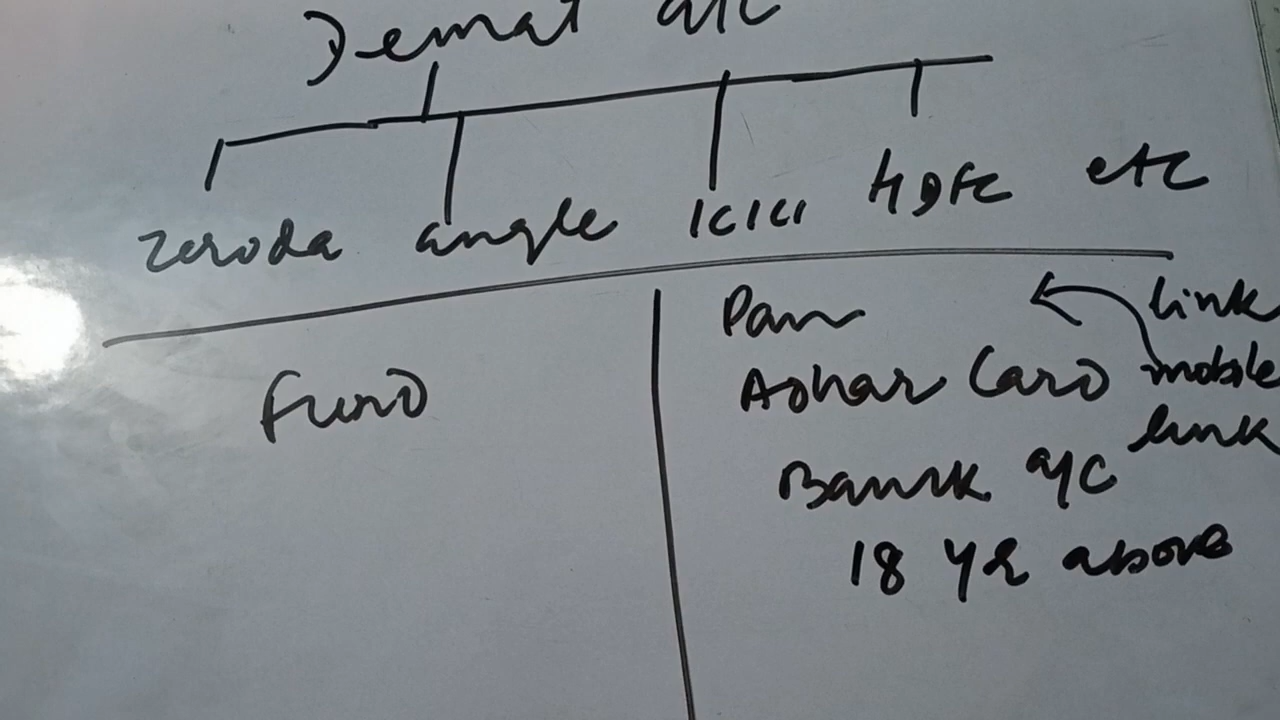 Demat a/c
zeroda angle ICICI HDFC etc
Fund
Pan
Adhar Card
Bank a/c
18 yr above
link
mobile
link